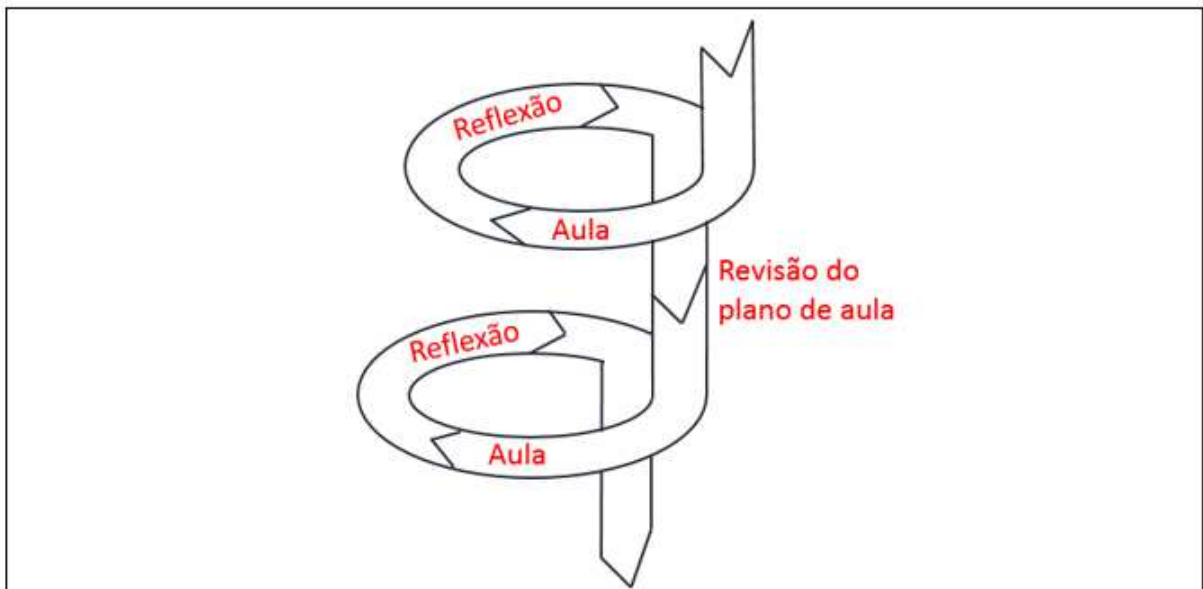 Reflexão
Aula
Revisão do
plano de aula
Reflexão
Aula